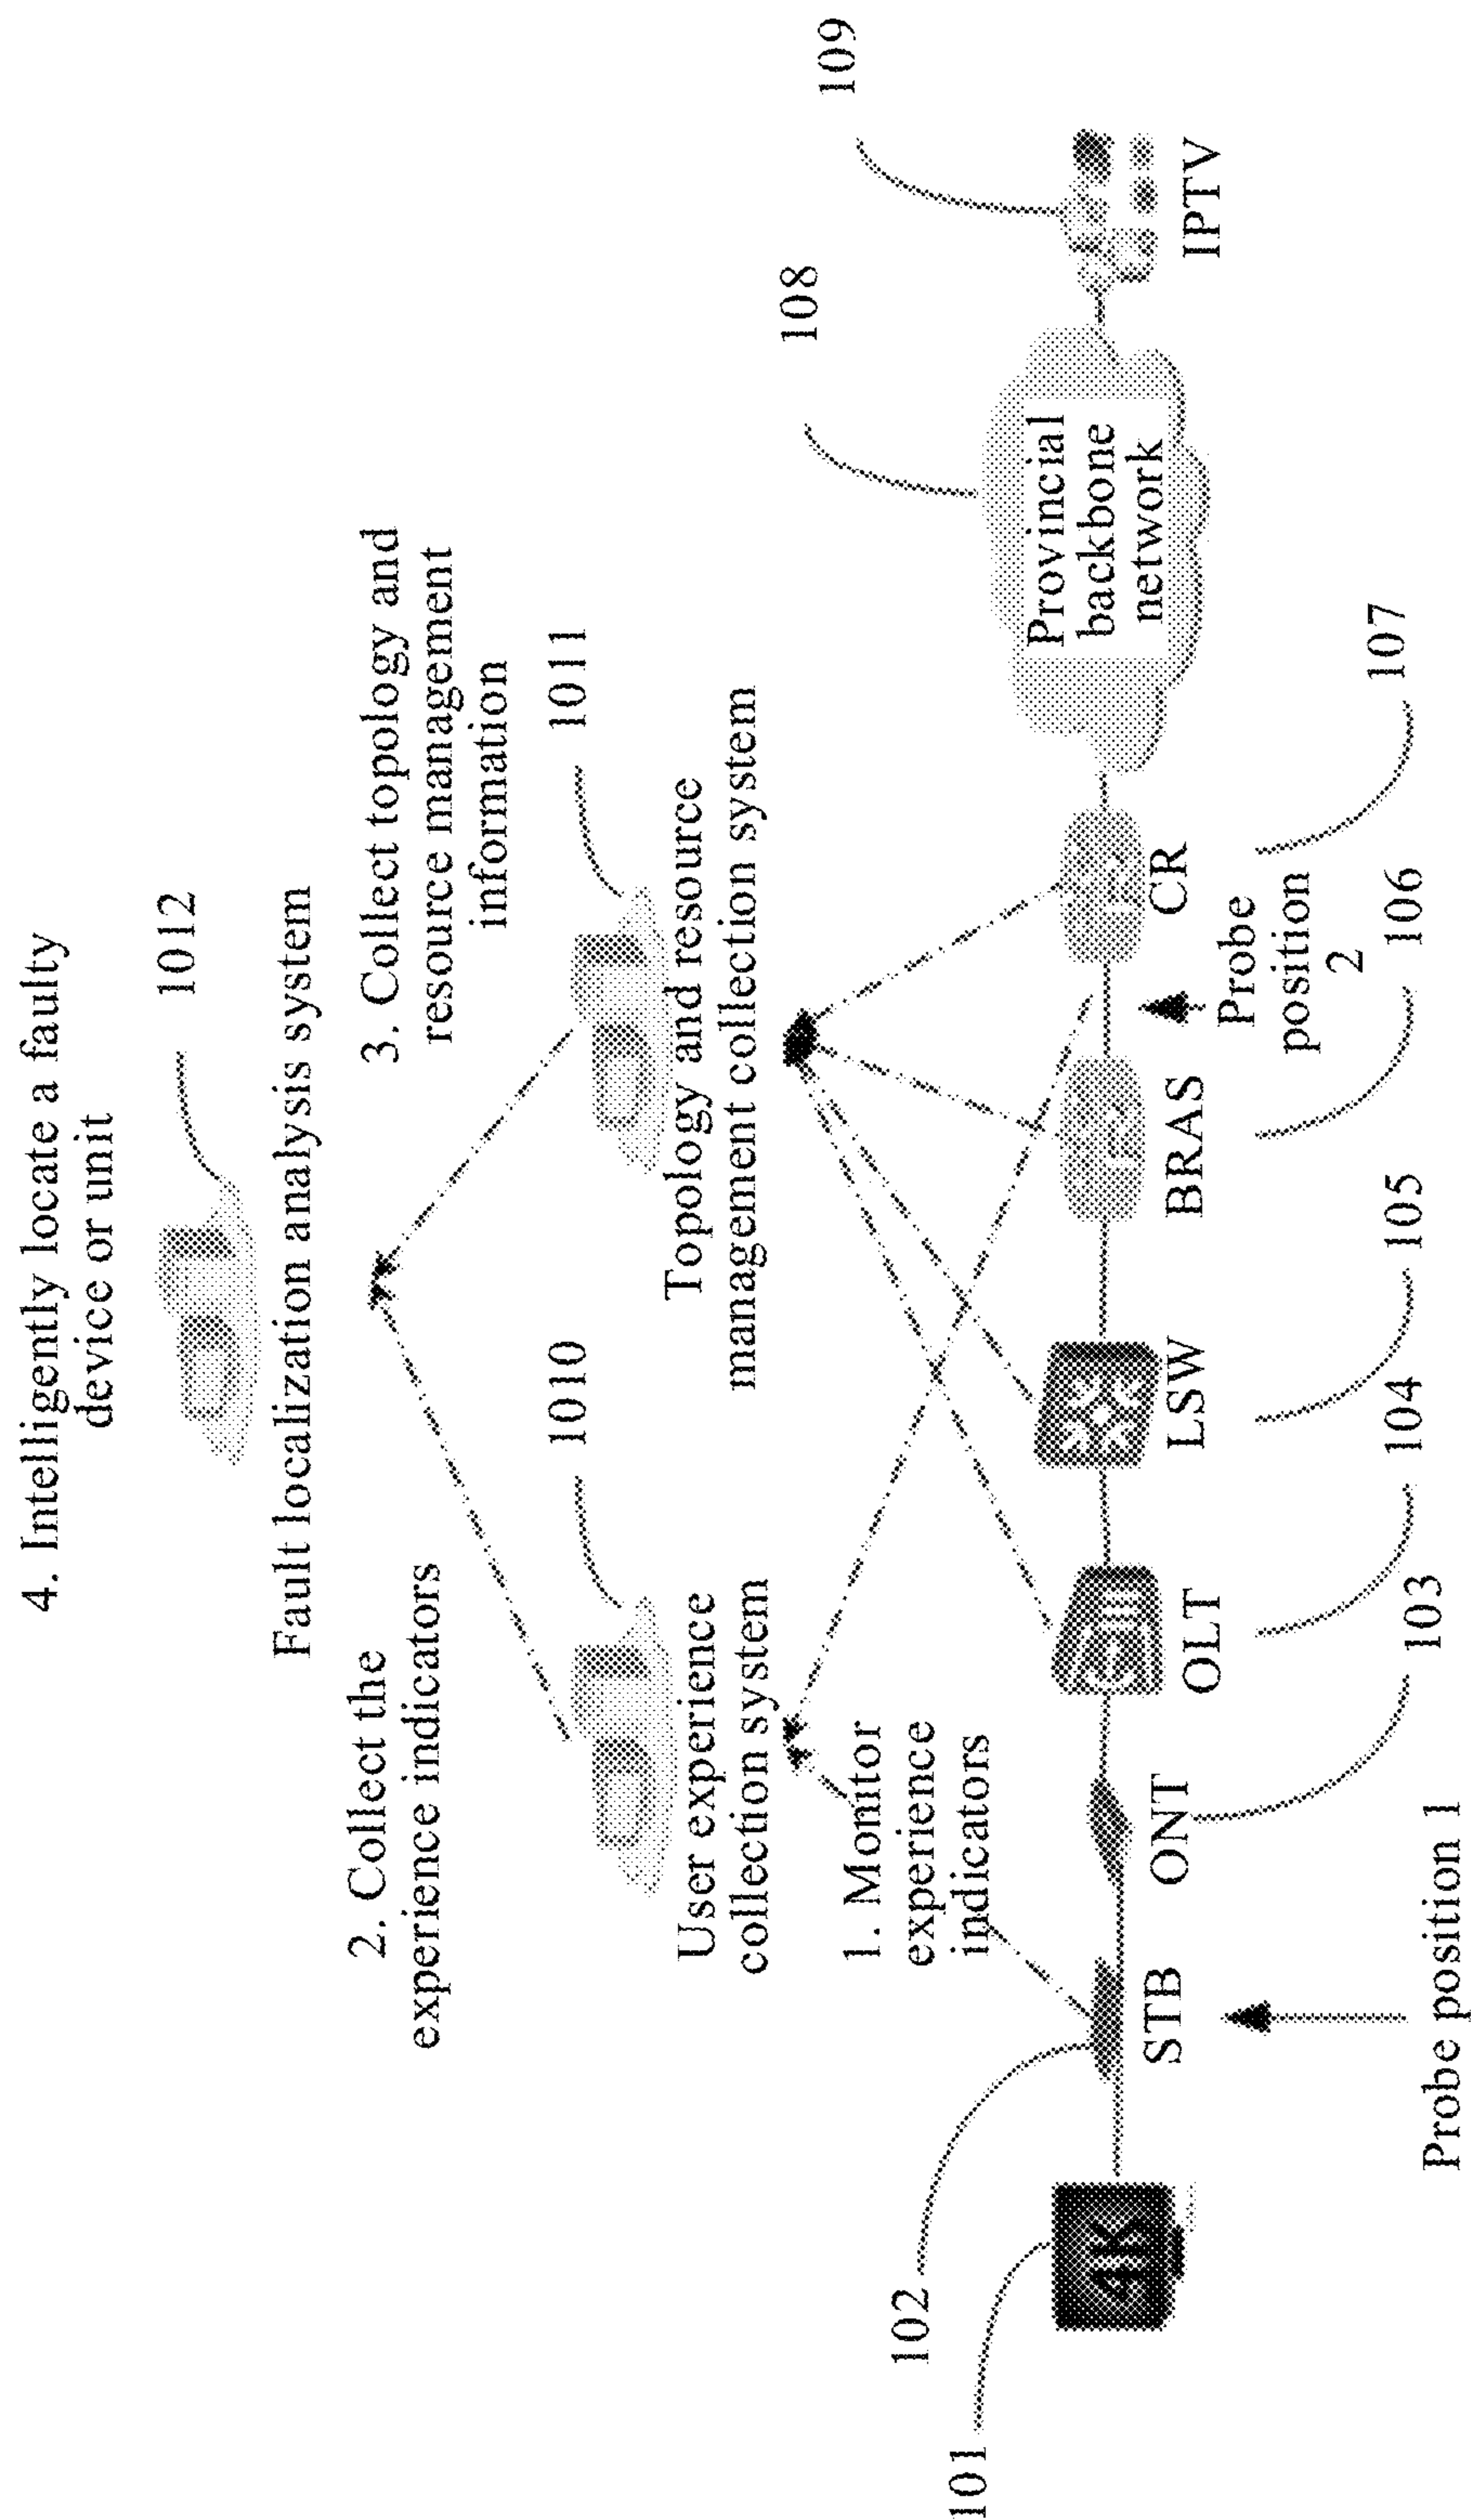 4. Intelligently locate a faulty
device or unit
1012
Fault localization analysis system
2. Collect the
experience indicators
3. Collect topology and
resource management
information
1010
1011
User experience
collection system
Topology and resource
management collection system
1. Monitor
experience
indicators
101
102
108
109
4K
STB
ONT
OLT
LSW
BRAS
CR
Provincial
backbone
network
IPTV
Probe position 1
Probe
position
2
103
104
105
106
107